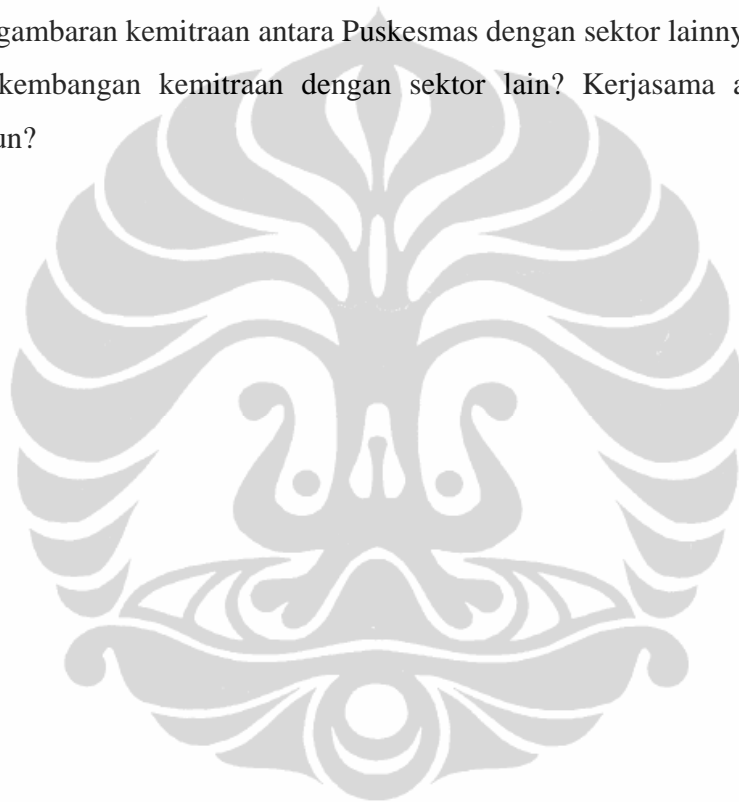 gambaran kemitraan antara Puskesmas dengan sektor lainny
kembangan kemitraan dengan sektor lain? Kerjasama a
un?